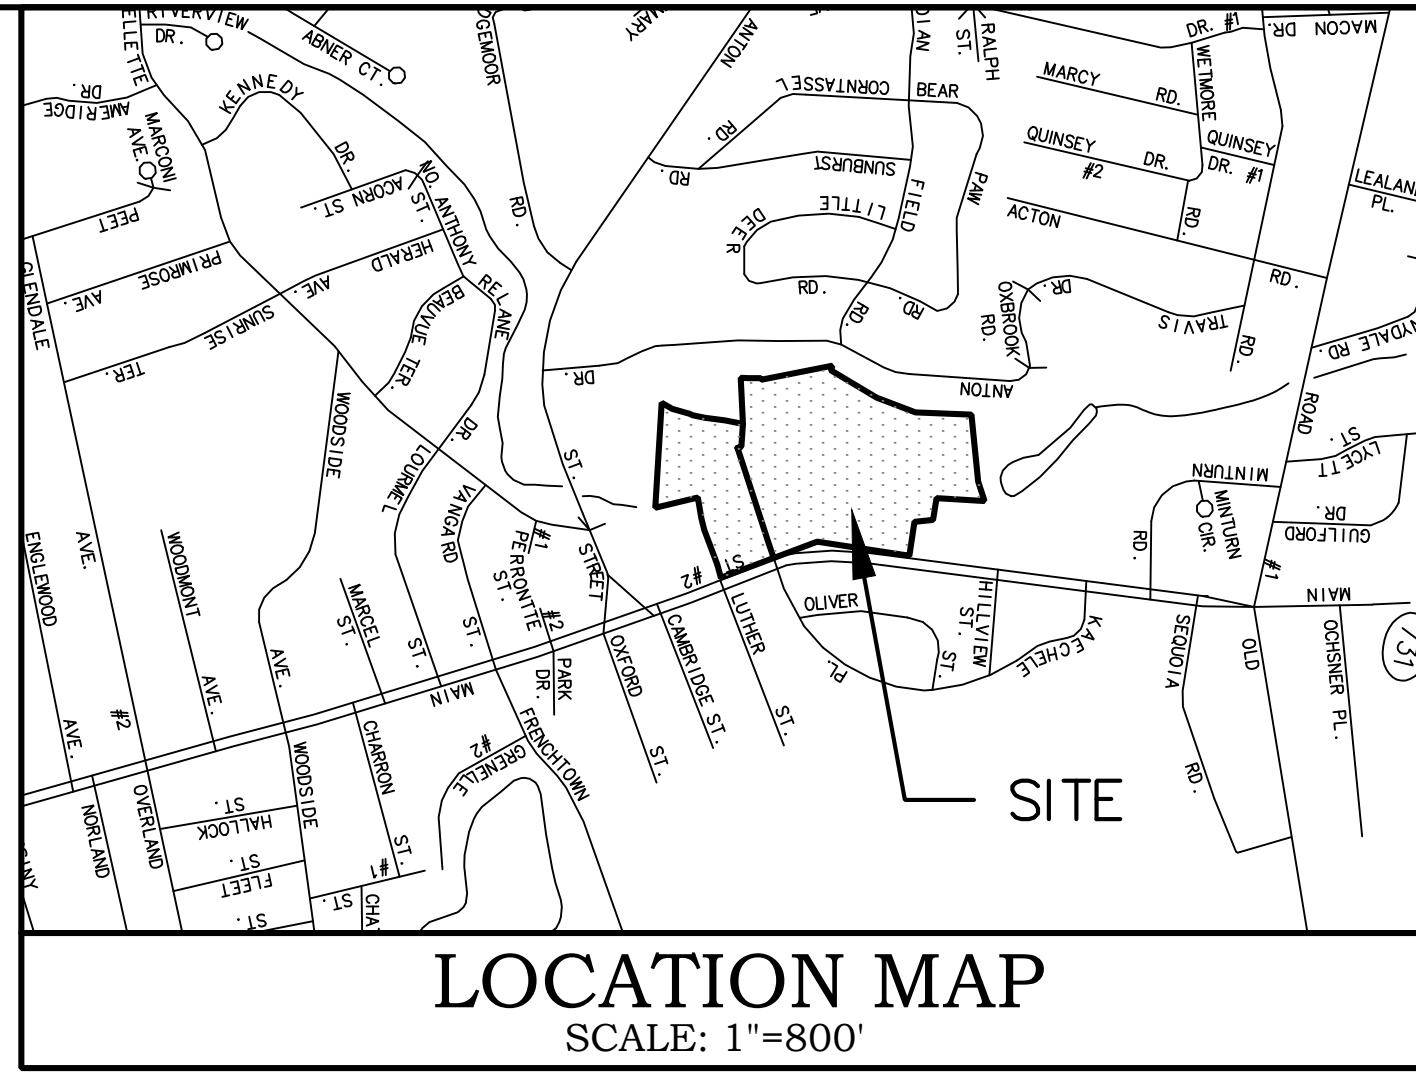 RIVERVIEW
DR.
ABNER CT.
KENNEDY
DR.
AMERIDGE
DR.
MARCONI
AVE.
ACORN ST.
NO. ANTHONY
ST.
PEET
PRIMROSE
AVE.
HERALD
AVE.
SUNRISE
TER.
BEAUVUE TER.
RELANE
DR.
GLENDALE
AVE.
RD.
ANTON
RD.
CORNTASSEL
BEAR
PAW
RD.
SUNBURST
RD.
FIELD
RD.
LITTLE
DEER
RD.
RALPH
ST.
DR. #1
MACON DR.
MARCY
RD.
WETMORE
RD.
QUINSEY
#2
DR.
QUINSEY
DR. #1
ACTON
RD.
PL.
OXBROOK
RD.
TRAVIS
DR.
RD.
ANTON
DR.
ROAD
#1
LYCETT
ST.
MINTURN
RD.
MINTURN
CIR.
GUILFORD
DR.
WOODSIDE
AVE.
LOURMEL
ST.
VANGARD
ST.
#1
PERRONTTE
ST.
#2
ST.
STREET
ENGLEWOOD
AVE.
WOODMONT
AVE.
MARCEL
ST.
#2
ST.
#2
MAIN
PARK
DR.
OXFORD
ST.
CAMBRIDGE ST.
LUTHER
ST.
OLIVER
ST.
PL.
HILLVIEW
ST.
KAECHELE
SEQUOIA
RD.
OLD
MAIN
OCHSNER PL.
131
NORLAND
OVERLAND
HALLOCK
ST.
FLEET
ST.
ST.
WOODSIDE
CHARRON
ST.
#1
ST.
GRENELLE
#2
FRENCHTOWN
SITE
LOCATION MAP
SCALE: 1"=800'